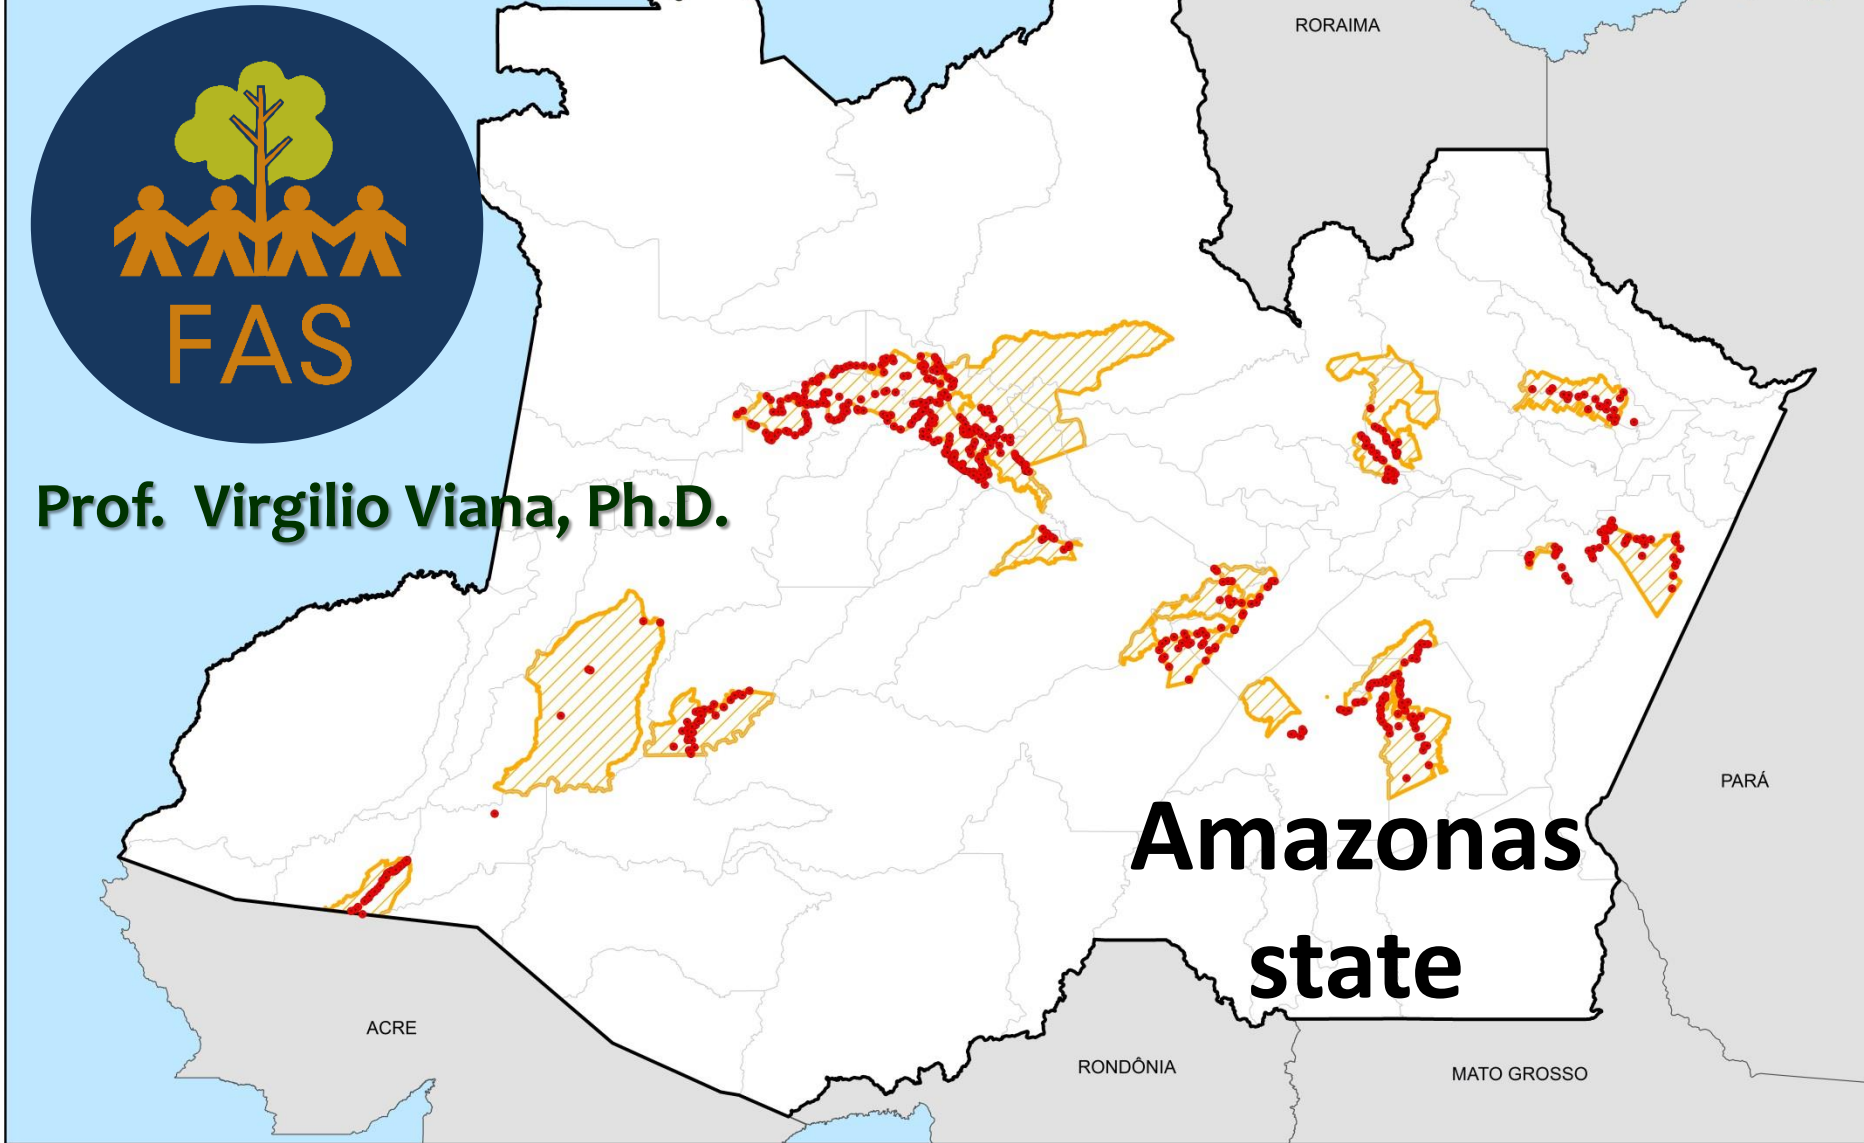 RORAIMA
FAS
Prof. Virgilio Viana, Ph.D.
PARÁ
Amazonas
state
ACRE
RONDÔNIA
MATO GROSSO